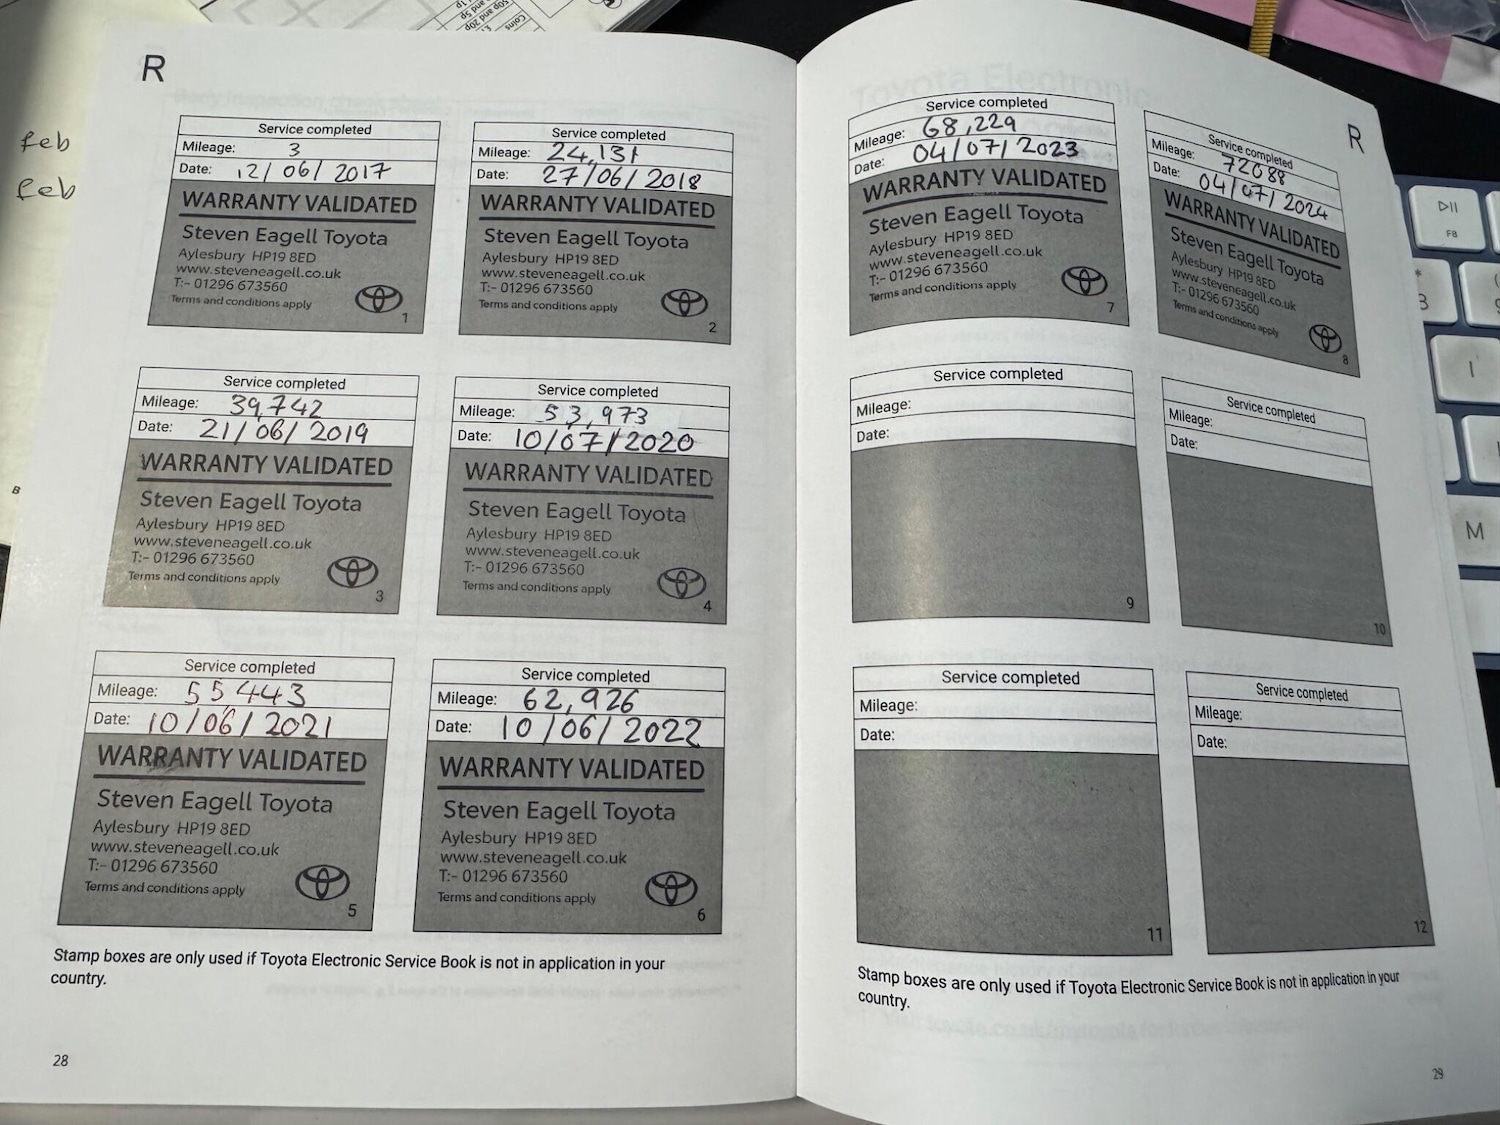 Coins
£1
50p and 20p
5p and
1p
feb
feb
B
R
Service completed
Mileage: 3
Date: 12/06/2017
WARRANTY VALIDATED
Steven Eagell Toyota
Aylesbury HP19 8ED
www.steveneagell.co.uk
T:- 01296 673560
Terms and conditions apply
1
Service completed
Mileage: 24,131
Date: 27/06/2018
WARRANTY VALIDATED
Steven Eagell Toyota
Aylesbury HP19 8ED
www.steveneagell.co.uk
T:- 01296 673560
Terms and conditions apply
2
Service completed
Mileage: 39,742
Date: 21/06/2019
WARRANTY VALIDATED
Steven Eagell Toyota
Aylesbury HP19 8ED
www.steveneagell.co.uk
T:- 01296 673560
Terms and conditions apply
3
Service completed
Mileage: 53,973
Date: 10/07/2020
WARRANTY VALIDATED
Steven Eagell Toyota
Aylesbury HP19 8ED
www.steveneagell.co.uk
T:- 01296 673560
Terms and conditions apply
4
Service completed
Mileage: 55443
Date: 10/06/2021
WARRANTY VALIDATED
Steven Eagell Toyota
Aylesbury HP19 8ED
www.steveneagell.co.uk
T:- 01296 673560
Terms and conditions apply
5
Service completed
Mileage: 62,926
Date: 10/06/2022
WARRANTY VALIDATED
Steven Eagell Toyota
Aylesbury HP19 8ED
www.steveneagell.co.uk
T:- 01296 673560
Terms and conditions apply
6
Stamp boxes are only used if Toyota Electronic Service Book is not in application in your
country.
28
R
Service completed
Mileage: 68,229
Date: 04/07/2023
WARRANTY VALIDATED
Steven Eagell Toyota
Aylesbury HP19 8ED
www.steveneagell.co.uk
T:- 01296 673560
Terms and conditions apply
7
Service completed
Mileage: 72088
Date: 04/07/2024
WARRANTY VALIDATED
Steven Eagell Toyota
Aylesbury HP19 8ED
www.steveneagell.co.uk
T:- 01296 673560
Terms and conditions apply
8
Service completed
Mileage:
Date:
9
Service completed
Mileage:
Date:
10
Service completed
Mileage:
Date:
11
Service completed
Mileage:
Date:
12
Stamp boxes are only used if Toyota Electronic Service Book is not in application in your
country.
29
F8
*
8
I
M